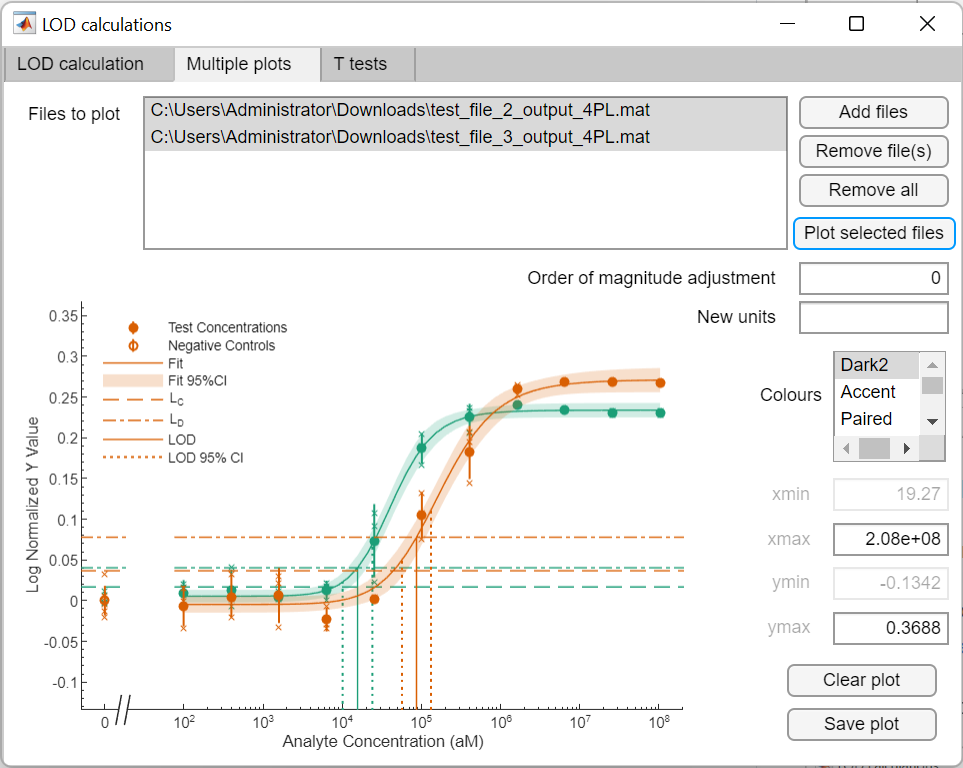 LOD calculations
LOD calculation Multiple plots T tests
Files to plot
C:\Users\Administrator\Downloads\test_file_2_output_4PL.mat
C:\Users\Administrator\Downloads\test_file_3_output_4PL.mat
Add files
Remove file(s)
Remove all
Plot selected files
Order of magnitude adjustment 0
New units
Colours
Dark2
Accent
Paired
xmin 19.27
xmax 2.08e+08
ymin -0.1342
ymax 0.3688
Clear plot
Save plot
Log Normalized Y Value
0.35
0.3
0.25
0.2
0.15
0.1
0.05
0
-0.05
-0.1
Test Concentrations
Negative Controls
Fit
Fit 95%CI
L_C
L_D
LOD
LOD 95% CI
0 10^2 10^3 10^4 10^5 10^6 10^7 10^8
Analyte Concentration (aM)